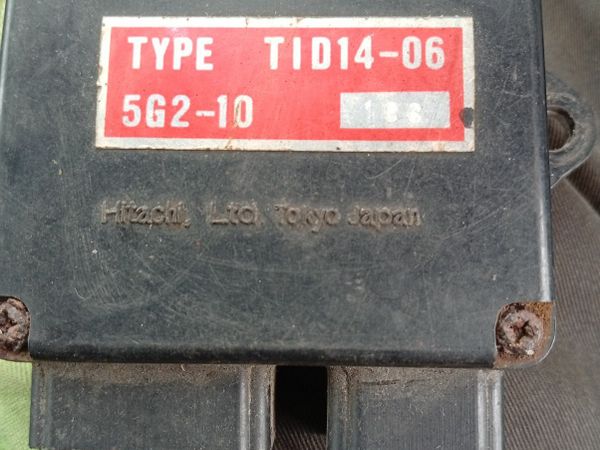 TYPE TID14-06
5G2-10
Hitachi, Ltd. Tokyo Japan